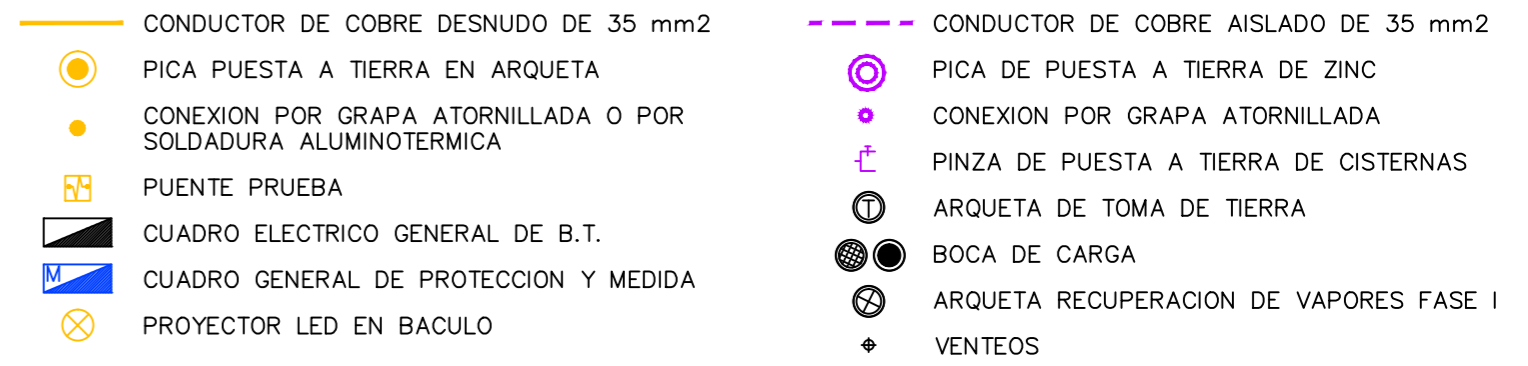 CONDUCTOR DE COBRE DESNUDO DE 35 mm2
PICA PUESTA A TIERRA EN ARQUETA
CONEXION POR GRAPA ATORNILLADA O POR
SOLDADURA ALUMINOTERMICA
PUENTE PRUEBA
CUADRO ELECTRICO GENERAL DE B.T.
M
CUADRO GENERAL DE PROTECCION Y MEDIDA
PROYECTOR LED EN BACULO
CONDUCTOR DE COBRE AISLADO DE 35 mm2
PICA DE PUESTA A TIERRA DE ZINC
CONEXION POR GRAPA ATORNILLADA
PINZA DE PUESTA A TIERRA DE CISTERNAS
T
ARQUETA DE TOMA DE TIERRA
BOCA DE CARGA
ARQUETA RECUPERACION DE VAPORES FASE I
VENTEOS